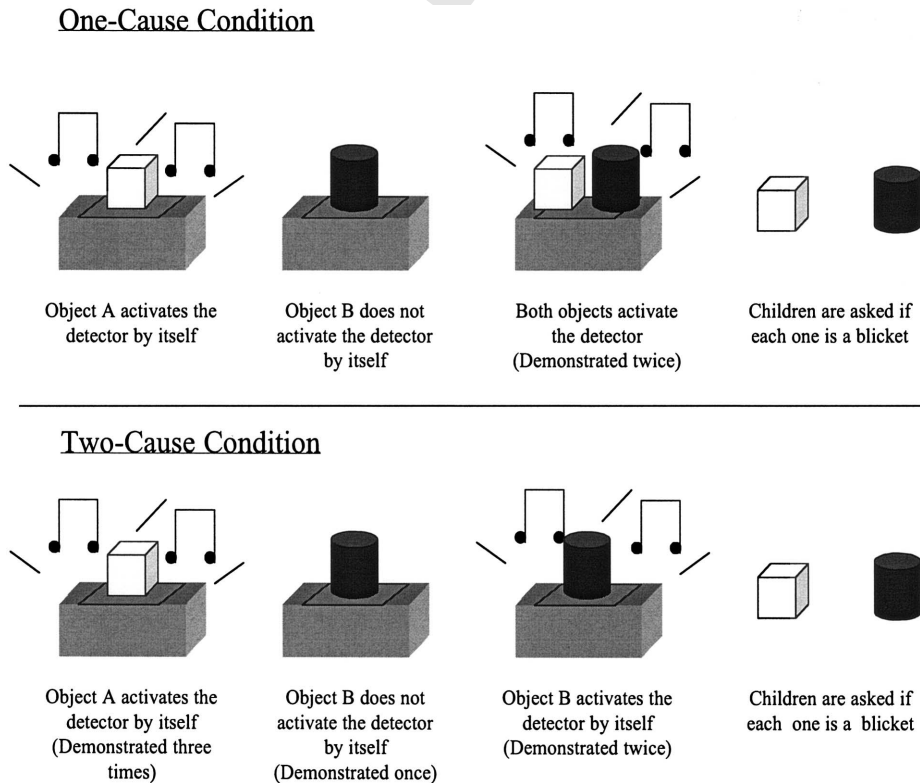 One-Cause Condition
Object A activates the
detector by itself
Object B does not
activate the detector
by itself
Both objects activate
the detector
(Demonstrated twice)
Children are asked if
each one is a blicket
Two-Cause Condition
Object A activates the
detector by itself
(Demonstrated three
times)
Object B does not
activate the detector
by itself
(Demonstrated once)
Object B activates the
detector by itself
(Demonstrated twice)
Children are asked if
each one is a blicket